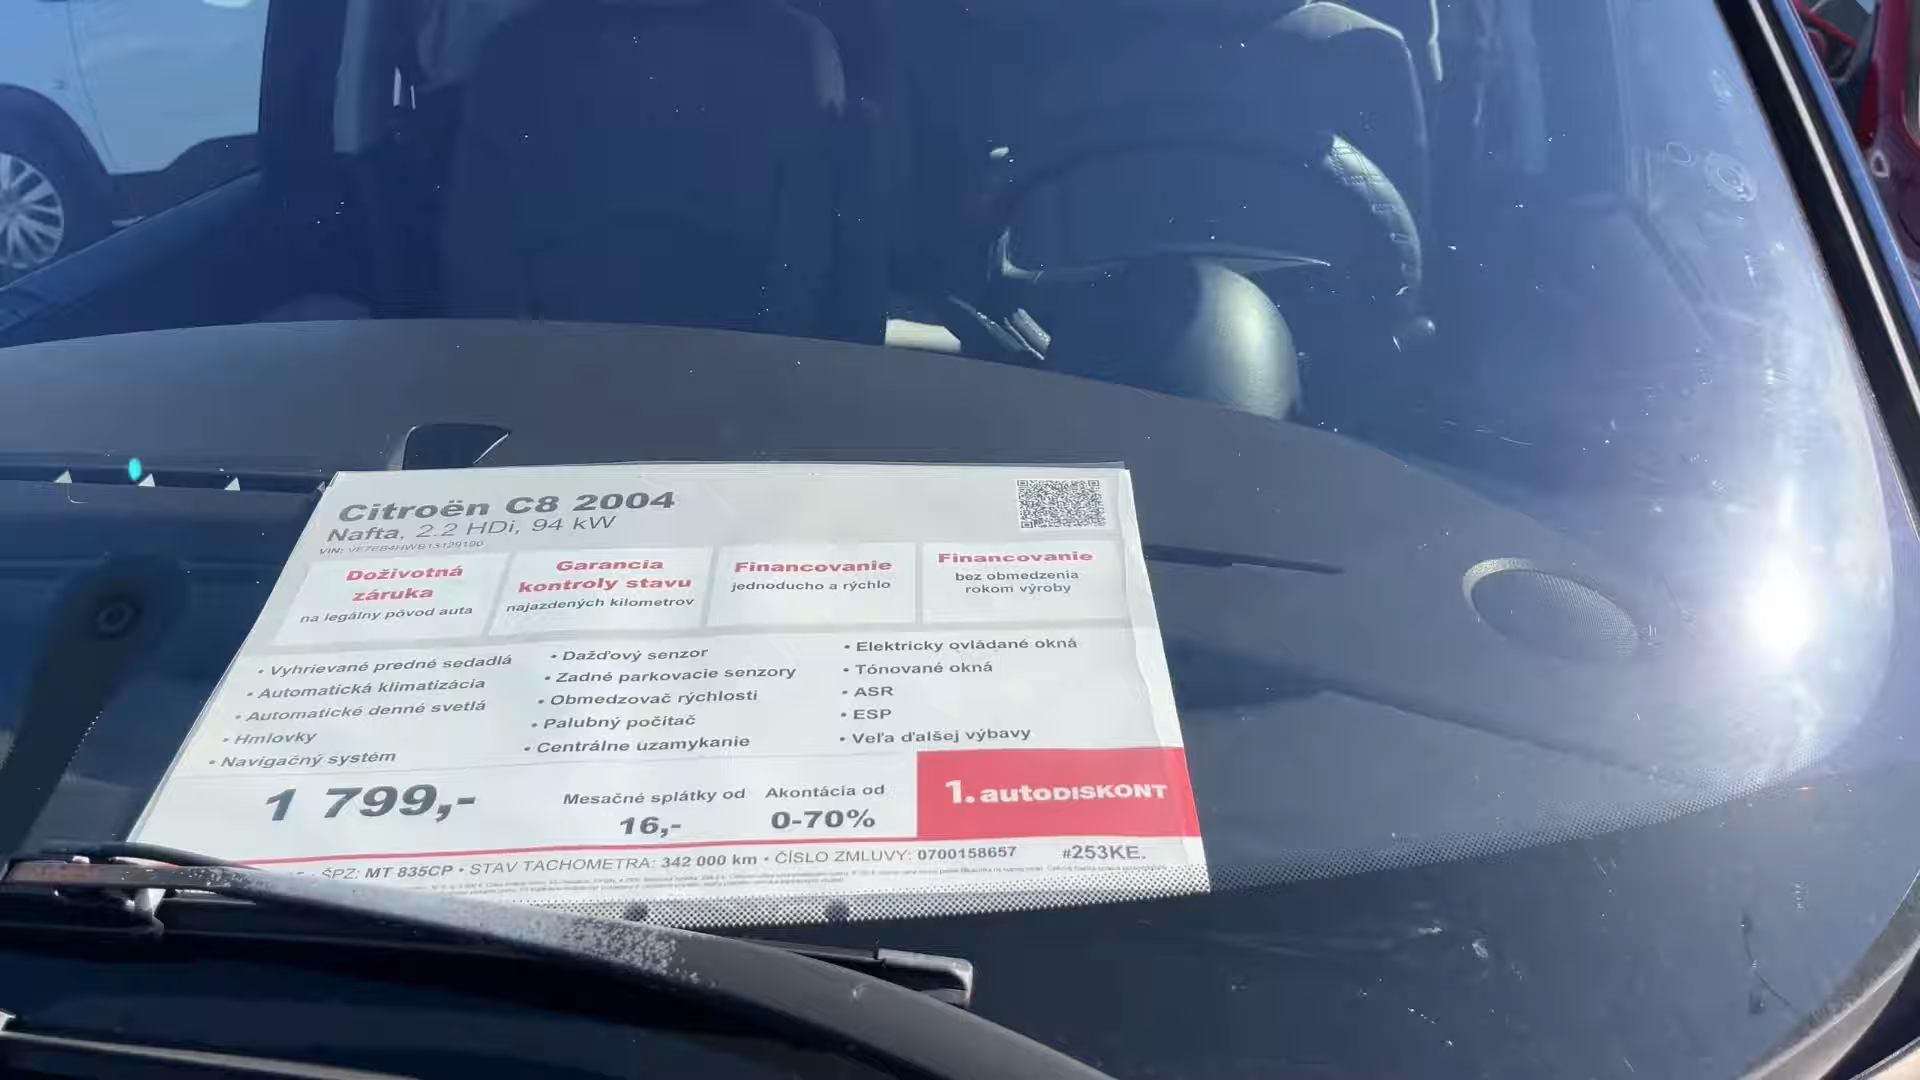 Citroën C8 2004
Nafta, 2.2 HDi, 94 kW
VIN:
Doživotná
záruka
na legálny pôvod auta
Garancia
kontroly stavu
najazdených kilometrov
Financovanie
jednoducho a rýchlo
Financovanie
bez obmedzenia
rokom výroby
• Vyhrievané predné sedadlá
• Automatická klimatizácia
• Automatické denné svetlá
• Hmlovky
• Navigačný systém
• Dažďový senzor
• Zadné parkovacie senzory
• Obmedzovač rýchlosti
• Palubný počítač
• Centrálne uzamykanie
• Elektricky ovládané okná
• Tónované okná
• ASR
• ESP
• Veľa ďalšej výbavy
1 799,-
Mesačné splátky od
16,-
Akontácia od
0-70%
1. autoDISKONT
ŠPZ: MT 835CP • STAV TACHOMETRA: 342 000 km • ČÍSLO ZMLUVY: 0700158657 #253KE.